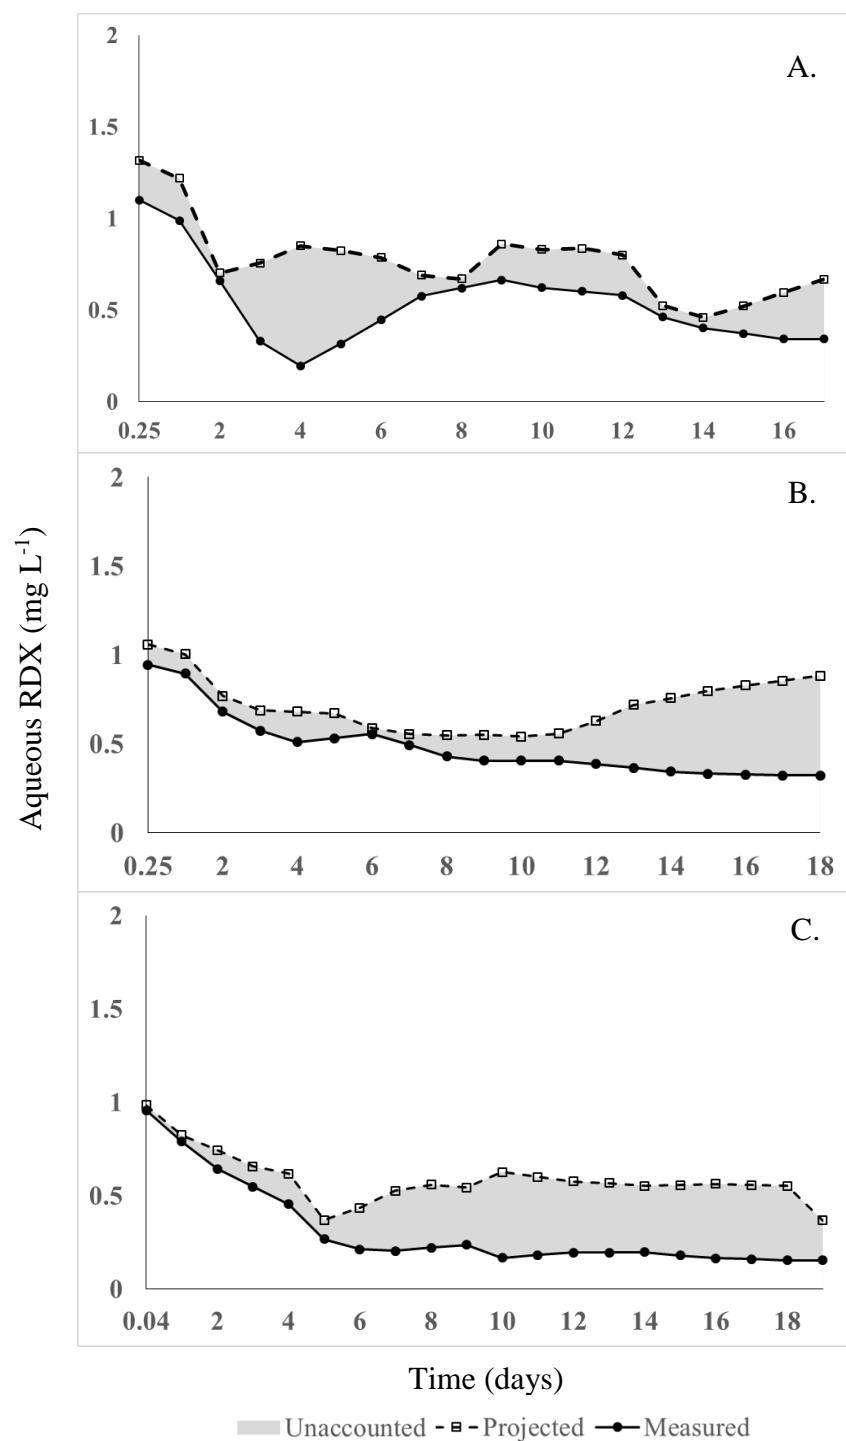 A.
2
1.5
1
0.5
0
0.25 2 4 6 8 10 12 14 16
B.
2
1.5
1
0.5
0
0.25 2 4 6 8 10 12 14 16 18
C.
2
1.5
1
0.5
0
0.04 2 4 6 8 10 12 14 16 18
Aqueous RDX (mg L⁻¹)
Time (days)
Unaccounted Projected Measured